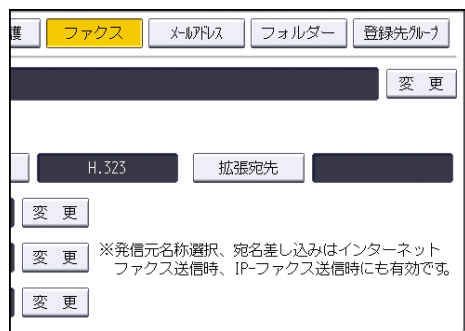 護 ファクス メールアドレス フォルダー 登録先グループ
変 更
H.323 拡張宛先
変 更
変 更 ※発信元名称選択、宛名差し込みはインターネット
ファクス送信時、IP-ファクス送信時にも有効です。
変 更